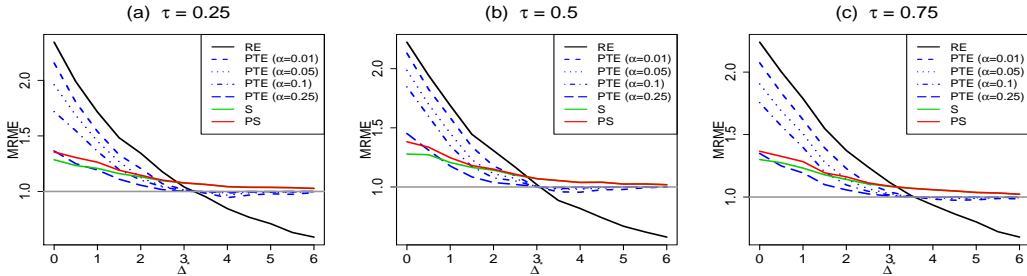 (a) τ = 0.25
MRME
1.0
1.5
2.0
0
1
2
3
4
5
6
Δ
RE
PTE (α=0.01)
PTE (α=0.05)
PTE (α=0.1)
PTE (α=0.25)
S
PS
(b) τ = 0.5
MRME
1.0
1.5
2.0
0
1
2
3
4
5
6
Δ
RE
PTE (α=0.01)
PTE (α=0.05)
PTE (α=0.1)
PTE (α=0.25)
S
PS
(c) τ = 0.75
MRME
1.0
1.5
2.0
0
1
2
3
4
5
6
Δ
RE
PTE (α=0.01)
PTE (α=0.05)
PTE (α=0.1)
PTE (α=0.25)
S
PS